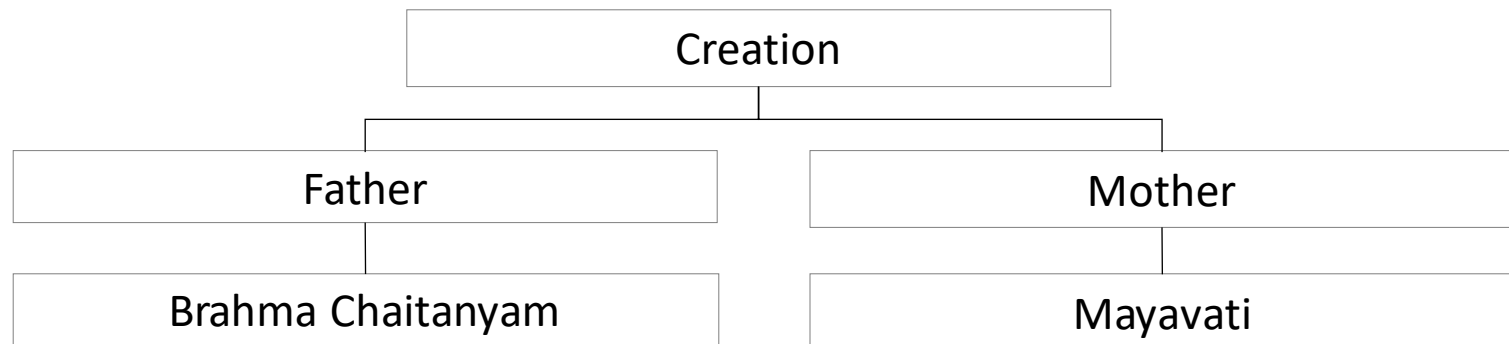 Creation
Father
Mother
Brahma Chaitanyam
Mayavati